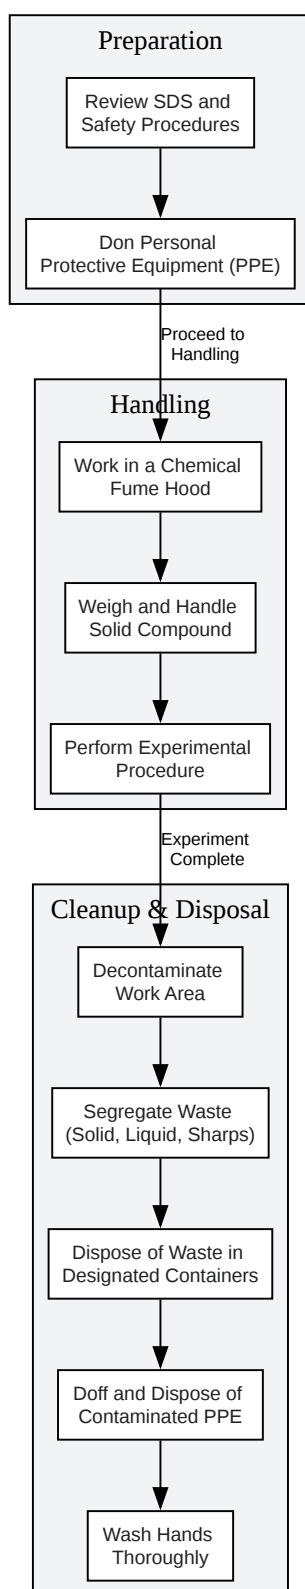 Preparation
Review SDS and
Safety Procedures
Don Personal
Protective Equipment (PPE)
Proceed to
Handling
Handling
Work in a Chemical
Fume Hood
Weigh and Handle
Solid Compound
Perform Experimental
Procedure
Experiment
Complete
Cleanup & Disposal
Decontaminate
Work Area
Segregate Waste
(Solid, Liquid, Sharps)
Dispose of Waste in
Designated Containers
Doff and Dispose of
Contaminated PPE
Wash Hands
Thoroughly